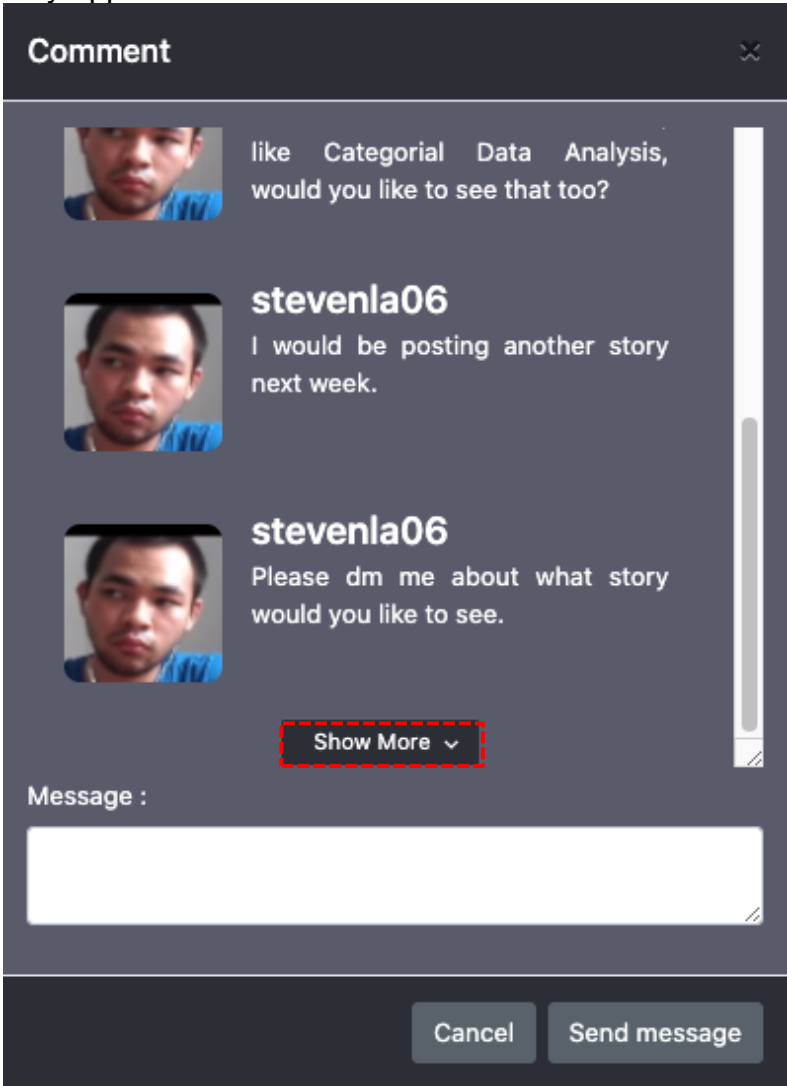 Comment
like Categorial Data Analysis,
would you like to see that too?
stevenla06
I would be posting another story
next week.
stevenla06
Please dm me about what story
would you like to see.
Show More
Message :
Cancel Send message